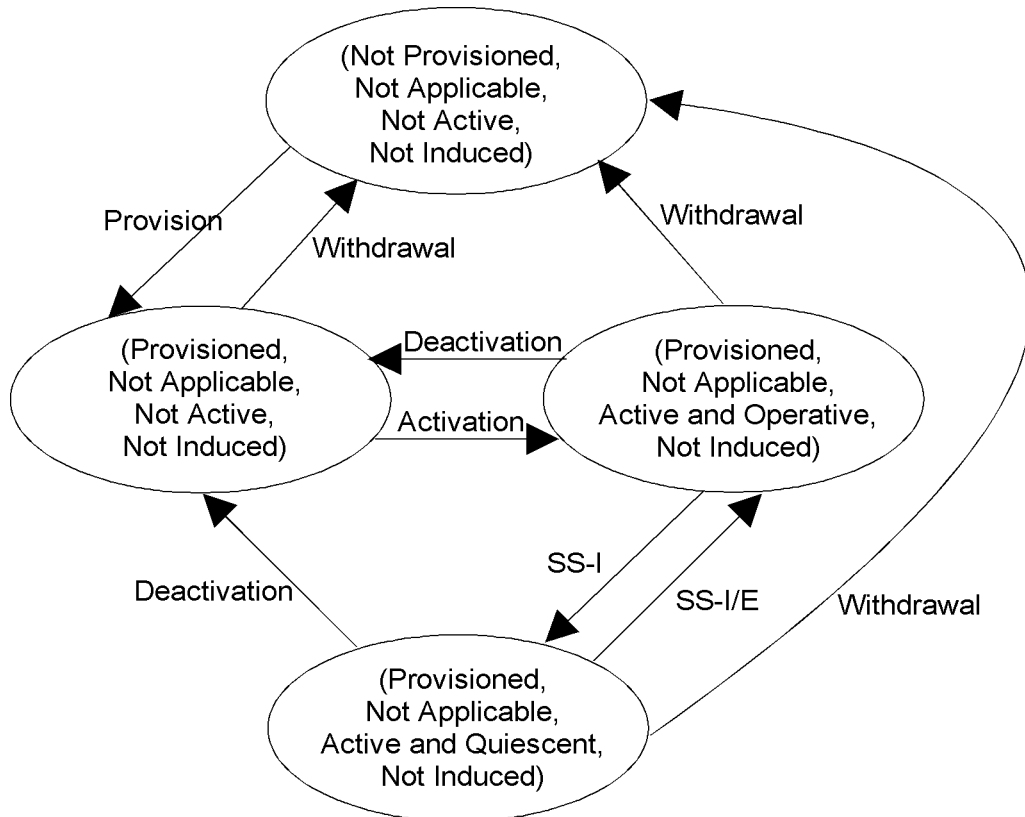 (Not Provisioned,
Not Applicable,
Not Active,
Not Induced)
Provision
Withdrawal
Withdrawal
(Provisioned,
Not Applicable,
Not Active,
Not Induced)
Deactivation
Activation
(Provisioned,
Not Applicable,
Active and Operative,
Not Induced)
Deactivation
SS-I
SS-I/E
Withdrawal
(Provisioned,
Not Applicable,
Active and Quiescent,
Not Induced)